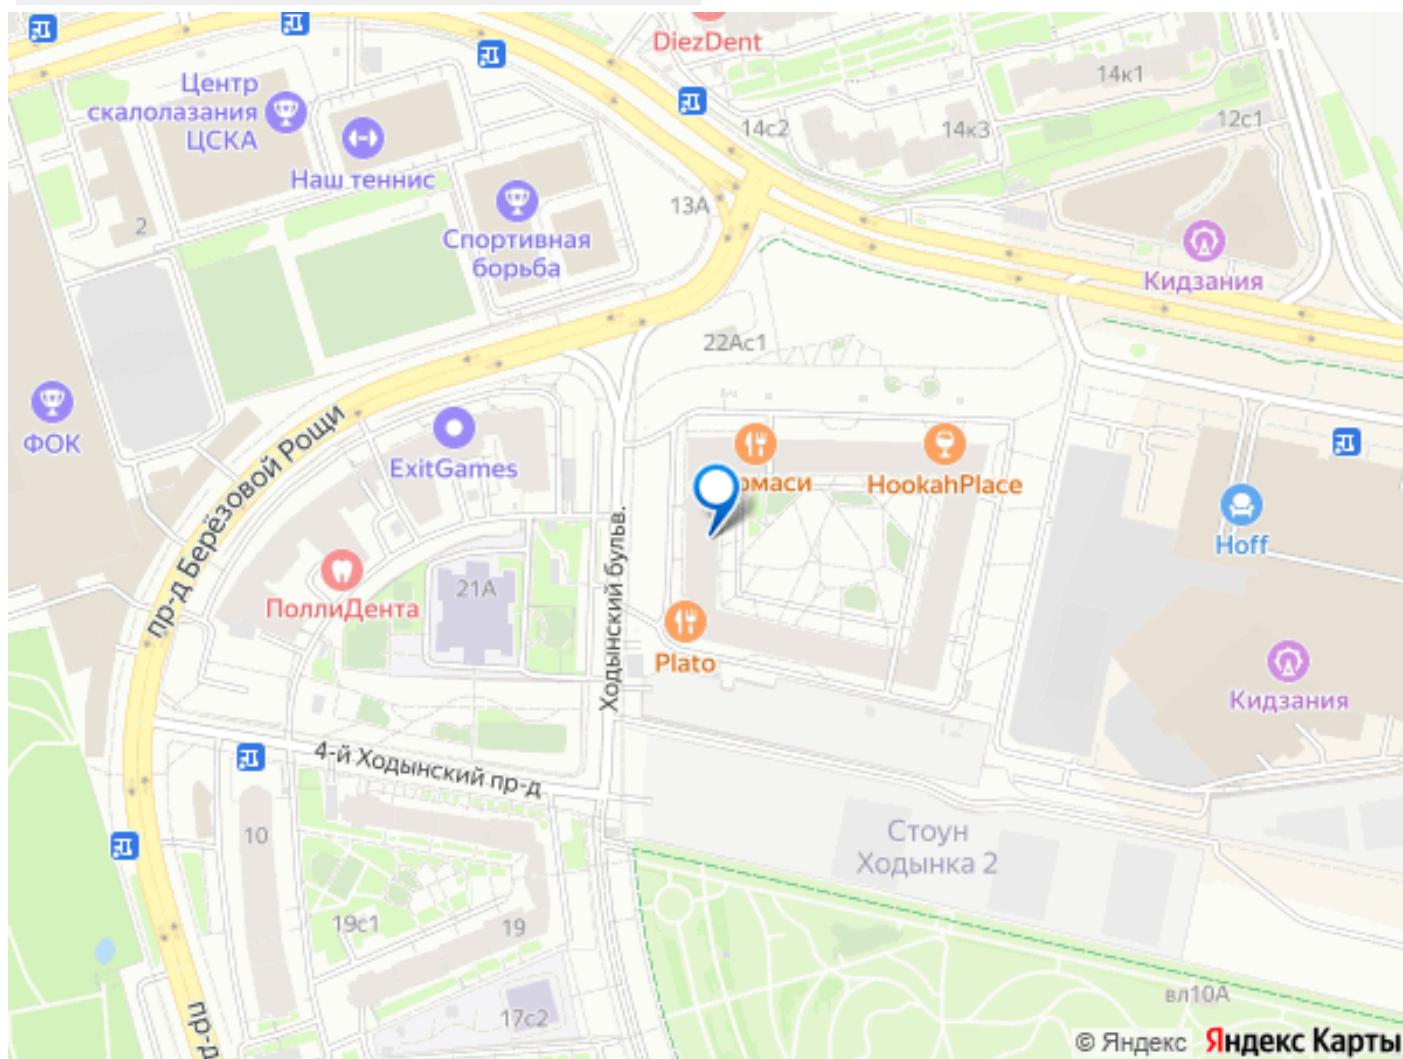 DiezDent
14к1
Центр
скалолазания
ЦСКА
12с1
14с2
14к3
Наш теннис
13А
2
Спортивная
борьба
Кидзания
22Ас1
ФОК
пр-д Берёзовой Рощи
ExitGames
омаси
HookahPlace
Hoff
Ходынский бульв.
21А
ПоллиДента
Plato
Кидзания
4-й Ходынский пр-д
10
Стоун
Ходынка 2
19с1
19
вл10А
17с2
пр-д
© Яндекс Яндекс Карты